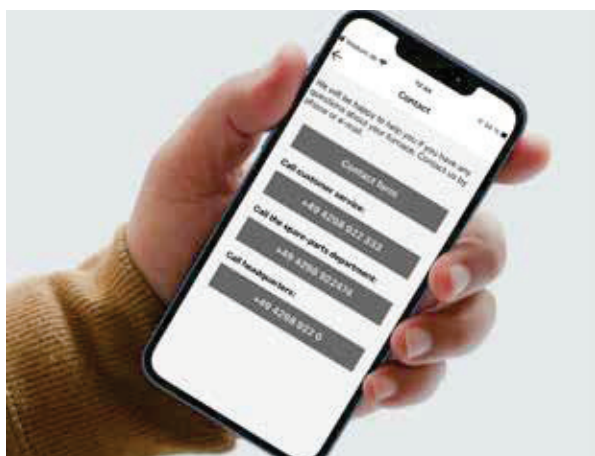 Contact
We will be happy to help you if you have any
questions about your furnace. Contact us by
phone or e-mail.
Contact form
Call customer service:
+49 4298 922 333
Call the spare-parts department:
+49 4298 922474
Call headquarters:
+49 4298 922 0